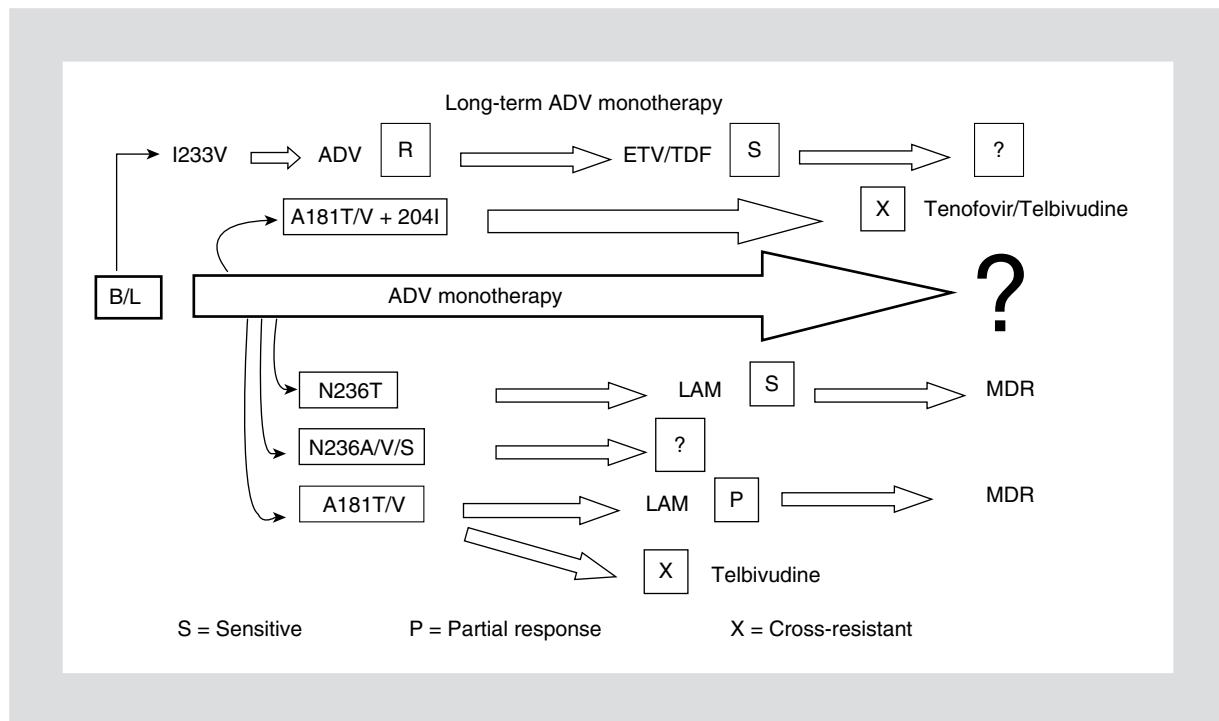 Long-term ADV monotherapy
I233V ADV R ETV/TDF S ?
A181T/V + 204I X Tenofovir/Telbivudine
B/L ADV monotherapy ?
N236T LAM S MDR
N236A/V/S ?
A181T/V LAM P MDR
X Telbivudine
S = Sensitive P = Partial response X = Cross-resistant